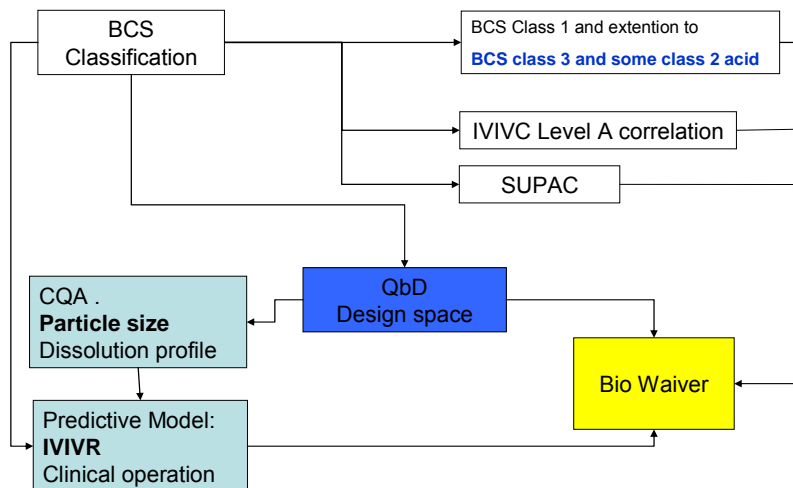 BCS
Classification
BCS Class 1 and extention to
BCS class 3 and some class 2 acid
IVIVC Level A correlation
SUPAC
QbD
Design space
CQA .
Particle size
Dissolution profile
Bio Waiver
Predictive Model:
IVIVR
Clinical operation